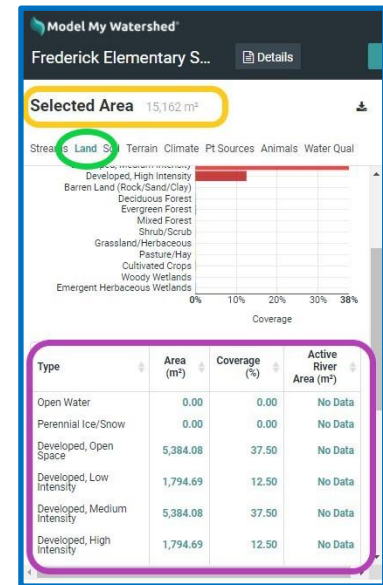 Model My Watershed®
Frederick Elementary S... Details
Selected Area 15,162 m²
Streams Land Soil Terrain Climate Pt Sources Animals Water Qual
Developed, High Intensity
Barren Land (Rock/Sand/Clay)
Deciduous Forest
Evergreen Forest
Mixed Forest
Shrub/Scrub
Grassland/Herbaceous
Pasture/Hay
Cultivated Crops
Woody Wetlands
Emergent Herbaceous Wetlands
0% 10% 20% 30% 38%
Coverage
Type Area (m²) Coverage (%) Active River Area (m²)
Open Water 0.00 0.00 No Data
Perennial Ice/Snow 0.00 0.00 No Data
Developed, Open Space 5,384.08 37.50 No Data
Developed, Low Intensity 1,794.69 12.50 No Data
Developed, Medium Intensity 5,384.08 37.50 No Data
Developed, High Intensity 1,794.69 12.50 No Data